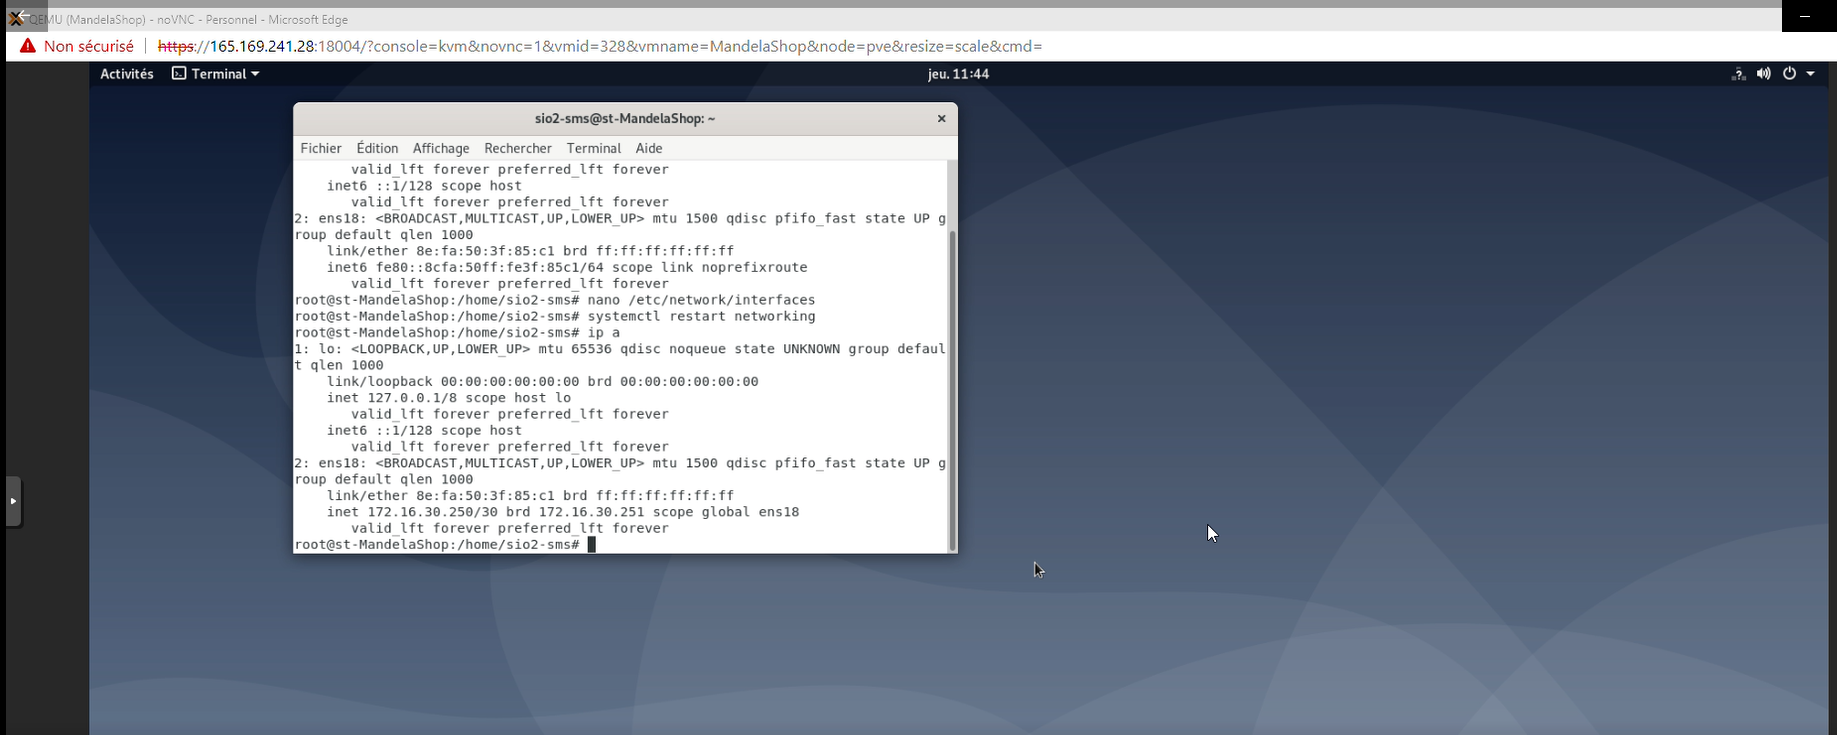 QEMU (MandelaShop) - noVNC - Personnel - Microsoft Edge
Non sécurisé https://165.169.241.28:18004/?console=kvm&novnc=1&vmid=328&vmname=MandelaShop&node=pve&resize=scale&cmd=
Activités Terminal jeu. 11:44
sio2-sms@st-MandelaShop: ~
Fichier Édition Affichage Rechercher Terminal Aide
valid_lft forever preferred_lft forever
inet6 ::1/128 scope host
valid_lft forever preferred_lft forever
2: ens18: <BROADCAST,MULTICAST,UP,LOWER_UP> mtu 1500 qdisc pfifo_fast state UP g
roup default qlen 1000
link/ether 8e:fa:50:3f:85:c1 brd ff:ff:ff:ff:ff:ff
inet6 fe80::8cfa:50ff:fe3f:85c1/64 scope link noprefixroute
valid_lft forever preferred_lft forever
root@st-MandelaShop:/home/sio2-sms# nano /etc/network/interfaces
root@st-MandelaShop:/home/sio2-sms# systemctl restart networking
root@st-MandelaShop:/home/sio2-sms# ip a
1: lo: <LOOPBACK,UP,LOWER_UP> mtu 65536 qdisc noqueue state UNKNOWN group defaul
t qlen 1000
link/loopback 00:00:00:00:00:00 brd 00:00:00:00:00:00
inet 127.0.0.1/8 scope host lo
valid_lft forever preferred_lft forever
inet6 ::1/128 scope host
valid_lft forever preferred_lft forever
2: ens18: <BROADCAST,MULTICAST,UP,LOWER_UP> mtu 1500 qdisc pfifo_fast state UP g
roup default qlen 1000
link/ether 8e:fa:50:3f:85:c1 brd ff:ff:ff:ff:ff:ff
inet 172.16.30.250/30 brd 172.16.30.251 scope global ens18
valid_lft forever preferred_lft forever
root@st-MandelaShop:/home/sio2-sms#